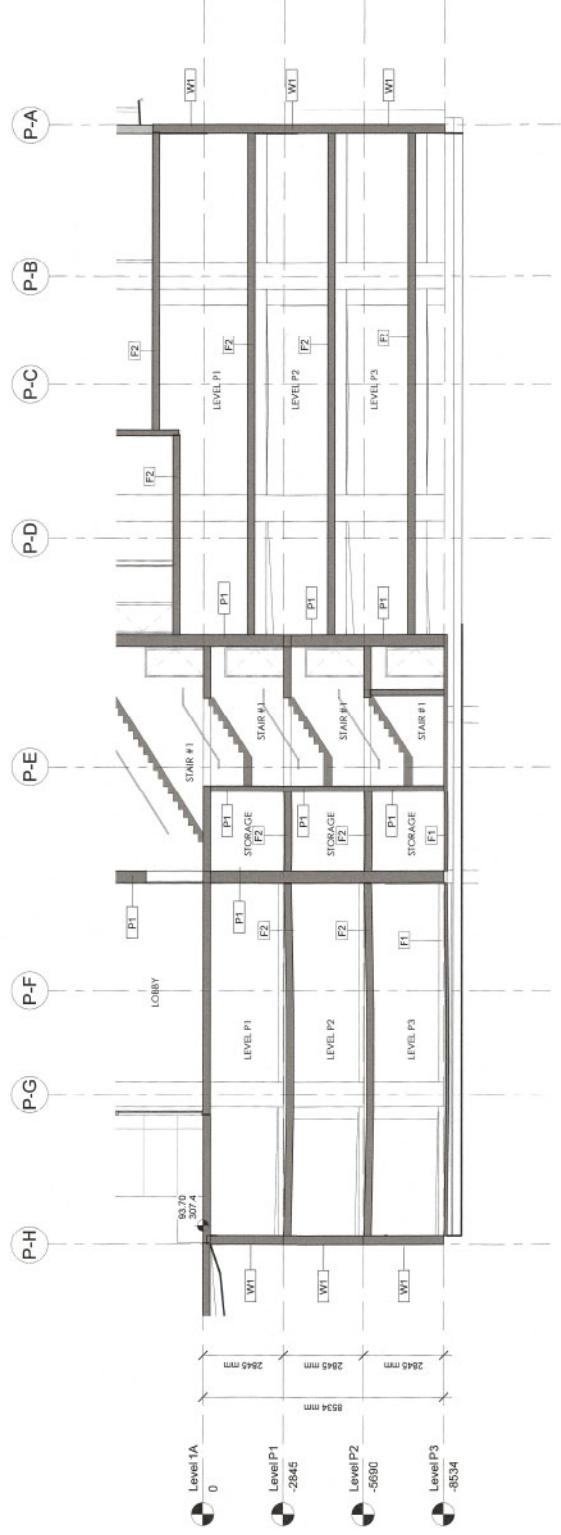 P-H
P-G
P-F
P-E
P-D
P-C
P-B
P-A
93.70
307.4
LOBBY
P1
STAIR #1
F2
F2
Level 1A
0
2845 mm
W1
LEVEL P1
P1
F2
P1
STORAGE
F2
STAIR #1
P1
LEVEL P1
F2
W1
Level P1
-2845
8534 mm
2845 mm
W1
LEVEL P2
F2
P1
STORAGE
F2
STAIR #1
P1
F2
LEVEL P2
W1
Level P2
-5690
2845 mm
W1
LEVEL P3
F1
P1
STORAGE
F1
STAIR #1
P1
LEVEL P3
W1
Level P3
-8534